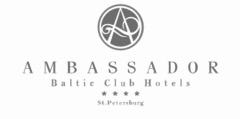 A
AMBASSADOR
Baltic Club Hotels
★★★★
St.Petersburg